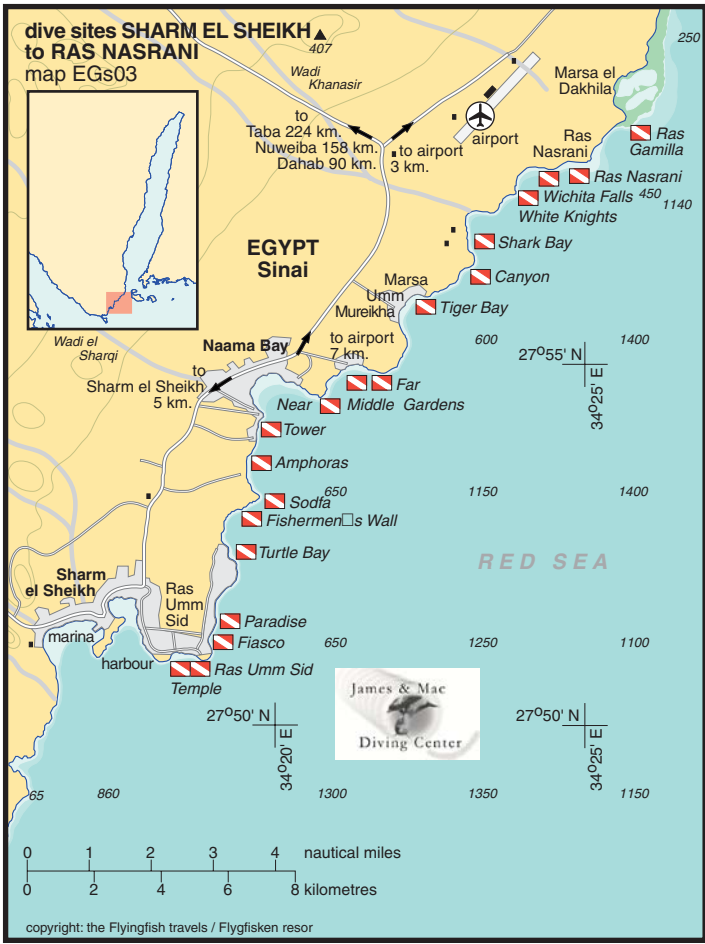 dive sites SHARM EL SHEIKH
to RAS NASRANI
map EGs03
407
250
Wadi
Khanasir
Marsa el
Dakhila
to
Taba 224 km.
Nuweiba 158 km.
Dahab 90 km.
to airport
3 km.
airport
Ras
Nasrani
Ras
Gamilla
Ras Nasrani
Wichita Falls
450
1140
White Knights
EGYPT
Sinai
Shark Bay
Canyon
Marsa
Umm
Mureikha
Tiger Bay
Wadi el
Sharqi
Naama Bay
to airport
7 km.
600
1400
27°55' N
34°25' E
to
Sharm el Sheikh
5 km.
Far
Near
Middle Gardens
Tower
Amphoras
650
1150
1400
Sodfa
Fishermen□s Wall
Turtle Bay
RED SEA
Sharm
el Sheikh
Ras
Umm
Sid
Paradise
marina
Fiasco
650
1250
1100
harbour
Ras Umm Sid
Temple
James & Mac
Diving Center
27°50' N
34°20' E
27°50' N
34°25' E
65
860
1300
1350
1150
0 1 2 3 4 nautical miles
0 2 4 6 8 kilometres
copyright: the Flyingfish travels / Flygfisken resor